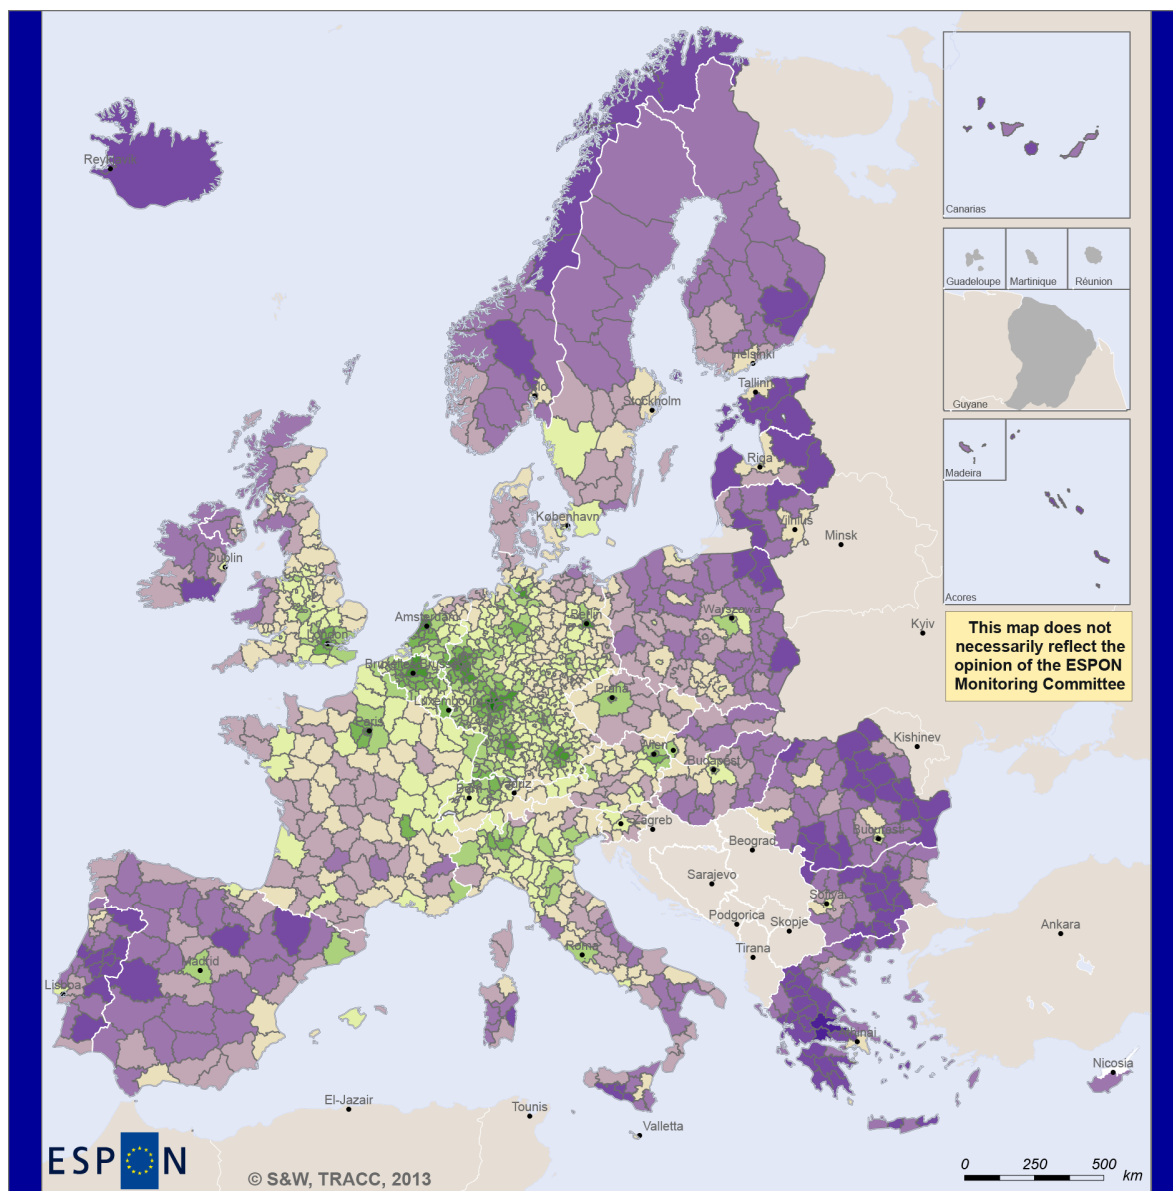 Canarias
Reykjavik
Guadeloupe
Martinique
Réunion
Guyane
Helsinki
Oslo
Tallinn
Stockholm
Madeira
Riga
København
Vilnius
Minsk
Dublin
Acores
Amsterdam
Berlin
Warszawa
This map does not
necessarily reflect the
opinion of the ESPON
Monitoring Committee
Kyiv
London
Praha
Paris
Wien
Kishinev
Budapest
Bern
Vaduz
Zagreb
Bucuresti
Beograd
Sarajevo
Sofiya
Podgorica
Skopje
Ankara
Roma
Tirana
Madrid
Lisboa
Athinai
Nicosia
El-Jazair
Tounis
Valletta
ESPON
© S&W, TRACC, 2013
0 250 500
km